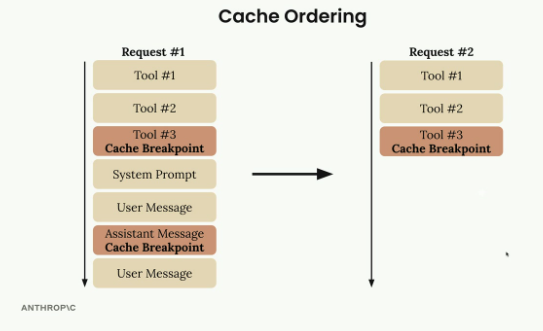 Cache Ordering
Request #1
Tool #1
Tool #2
Tool #3
Cache Breakpoint
System Prompt
User Message
Assistant Message
Cache Breakpoint
User Message
Request #2
Tool #1
Tool #2
Tool #3
Cache Breakpoint
ANTHROP\C